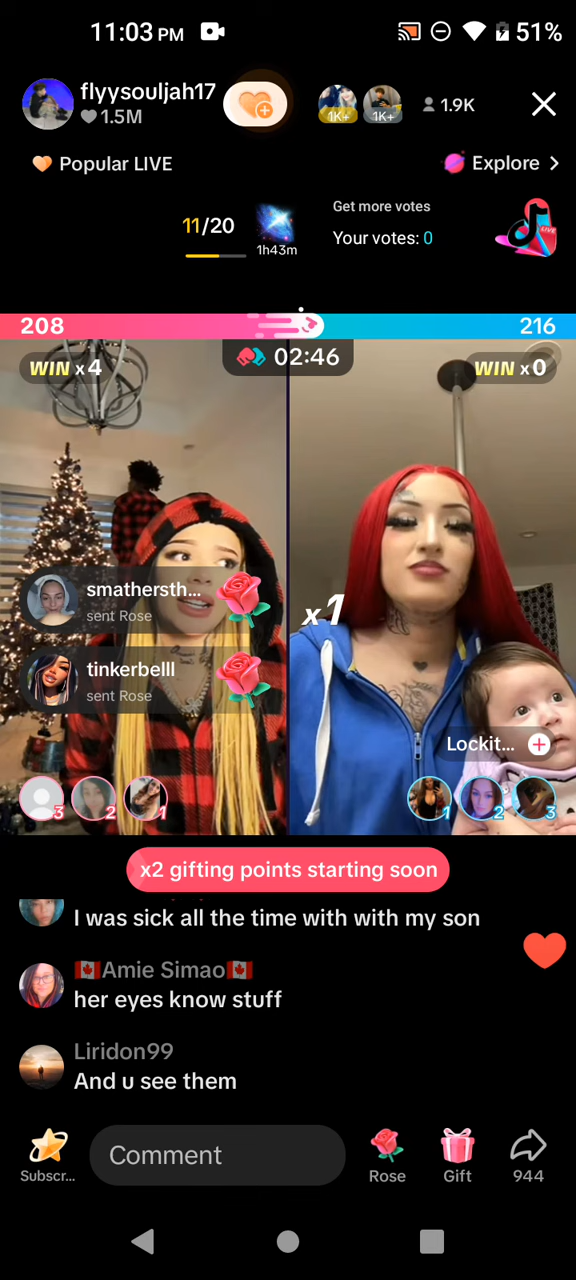 11:03 PM
51%
flyysouljah17
1.5M
1K+
1K+
1.9K
Popular LIVE
Explore >
11/20
1h43m
Get more votes
Your votes: 0
LIVE
208
216
WIN x4
02:46
WIN x0
smathersth...
sent Rose
x1
tinkerbelll
sent Rose
Lockit...
3
2
1
1
2
3
x2 gifting points starting soon
I was sick all the time with with my son
🇨🇦Amie Simao🇨🇦
her eyes know stuff
Liridon99
And u see them
Subscr...
Comment
Rose
Gift
944